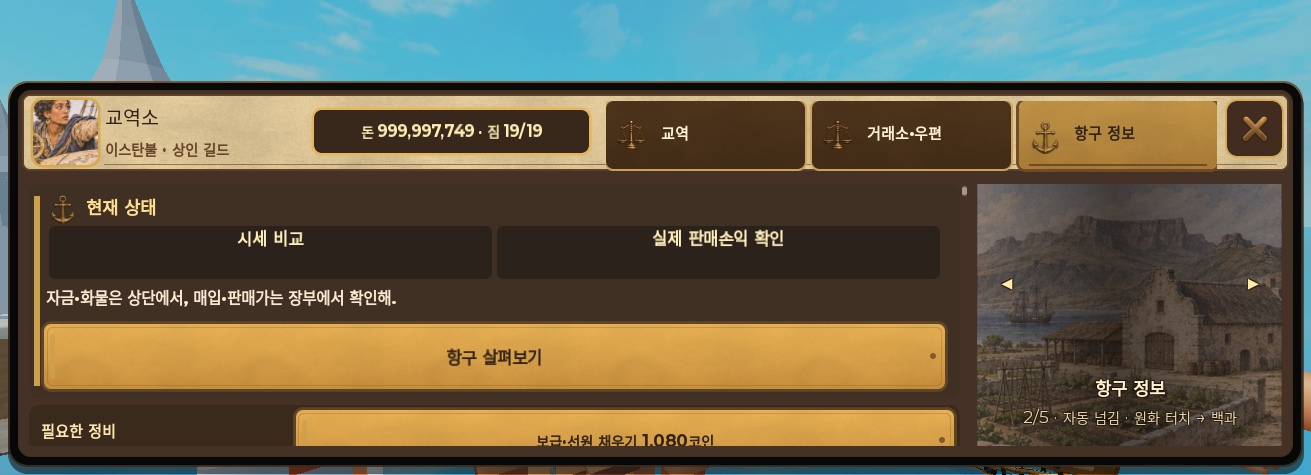 교역소
이스탄불 · 상인 길드
돈 999,997,749 · 짐 19/19
교역
거래소•우편
항구 정보
현재 상태
시세 비교
실제 판매손익 확인
자금•화물은 상단에서, 매입•판매가는 장부에서 확인해.
항구 살펴보기
필요한 정비
보급•선원 채우기 1,080코인
항구 정보
2/5 · 자동 넘김 · 원화 터치 → 백과